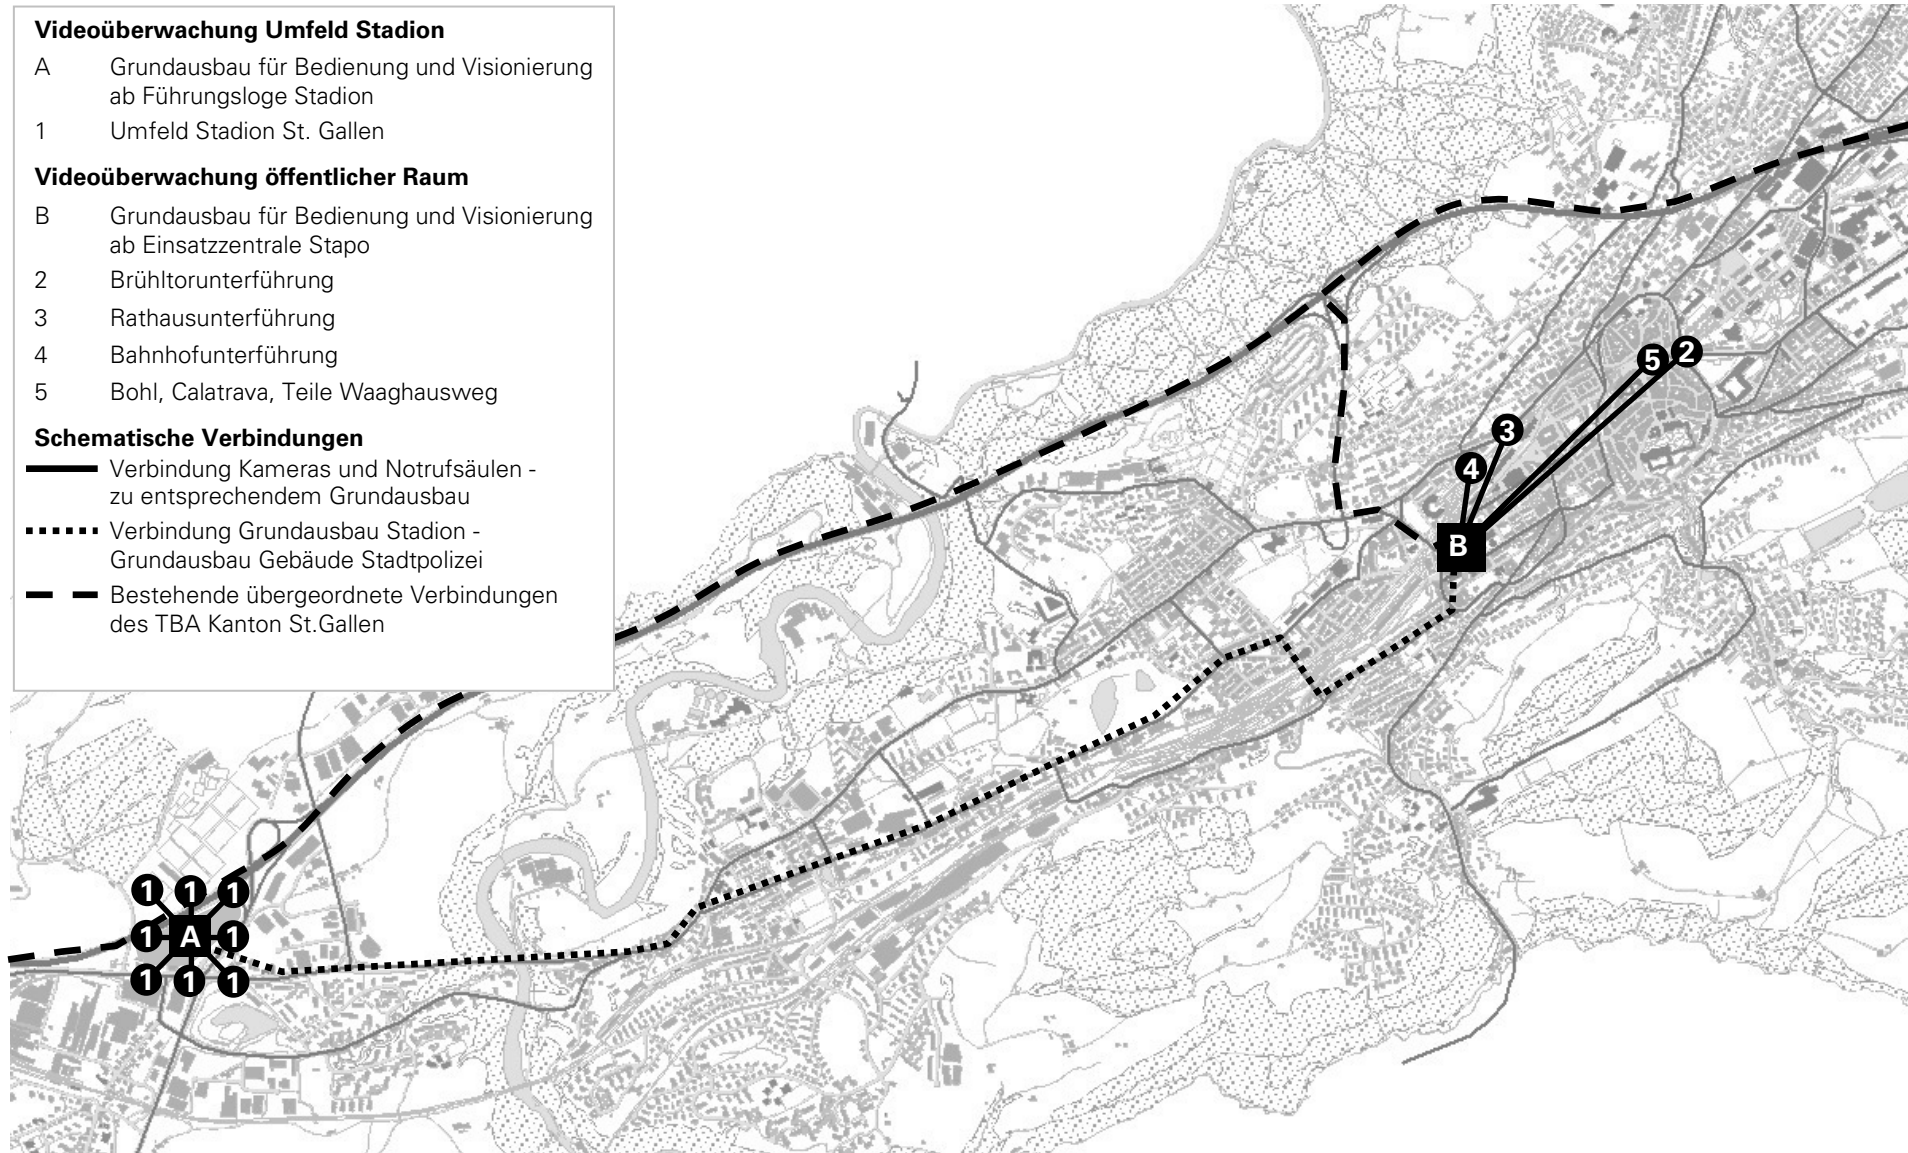 Videoüberwachung Umfeld Stadion
A Grundausbau für Bedienung und Visionierung
ab Führungsloge Stadion
1 Umfeld Stadion St. Gallen
Videoüberwachung öffentlicher Raum
B Grundausbau für Bedienung und Visionierung
ab Einsatzzentrale Stapo
2 Brühltorunterführung
3 Rathausunterführung
4 Bahnhofunterführung
5 Bohl, Calatrava, Teile Waaghausweg
Schematische Verbindungen
Verbindung Kameras und Notrufsäulen -
zu entsprechendem Grundausbau
Verbindung Grundausbau Stadion -
Grundausbau Gebäude Stadtpolizei
Bestehende übergeordnete Verbindungen
des TBA Kanton St.Gallen
5 2
3
4
B
1 1 1
1 A 1
1 1 1